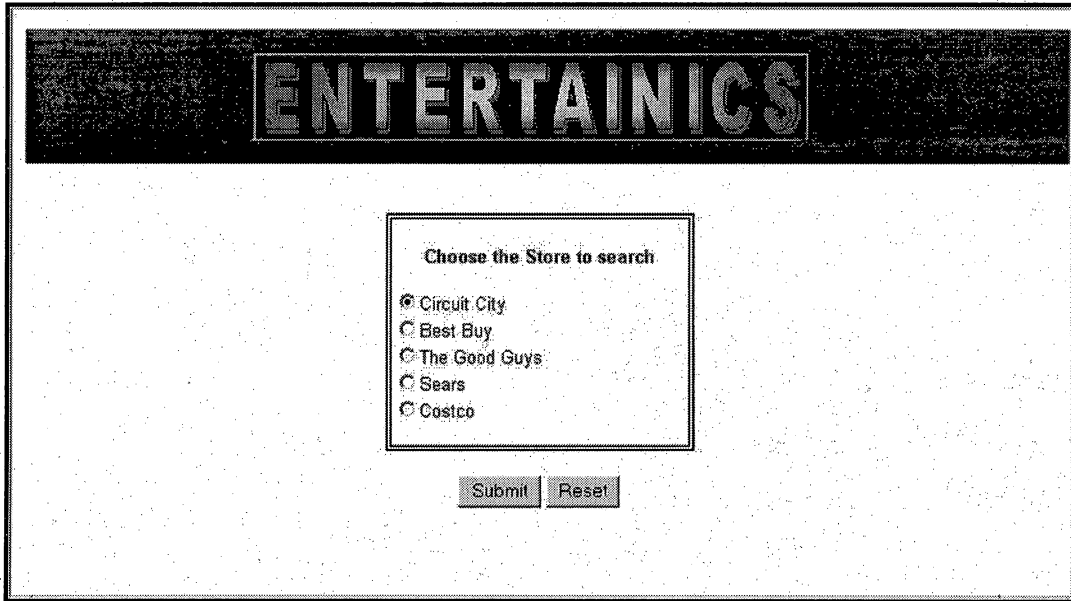 ENTERTAINICS
Choose the Store to search
Circuit City
Best Buy
The Good Guys
Sears
Costco
Submit Reset